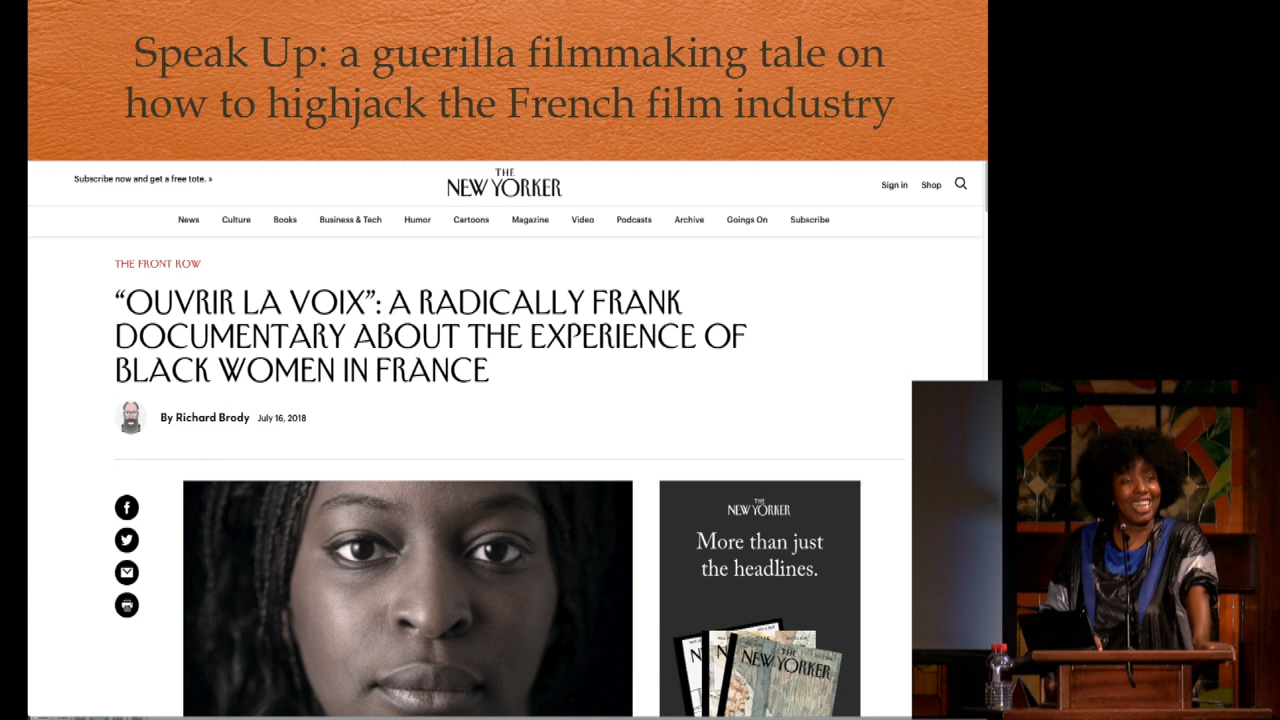 Speak Up: a guerilla filmmaking tale on
how to highjack the French film industry
Subscribe now and get a free tote. »
THE
NEW YORKER
Sign in Shop
News Culture Books Business & Tech Humor Cartoons Magazine Video Podcasts Archive Goings On Subscribe
THE FRONT ROW
“OUVRIR LA VOIX”: A RADICALLY FRANK
DOCUMENTARY ABOUT THE EXPERIENCE OF
BLACK WOMEN IN FRANCE
By Richard Brody July 16, 2018
THE
NEW YORKER
More than just
the headlines.
THE
NEW YORKER